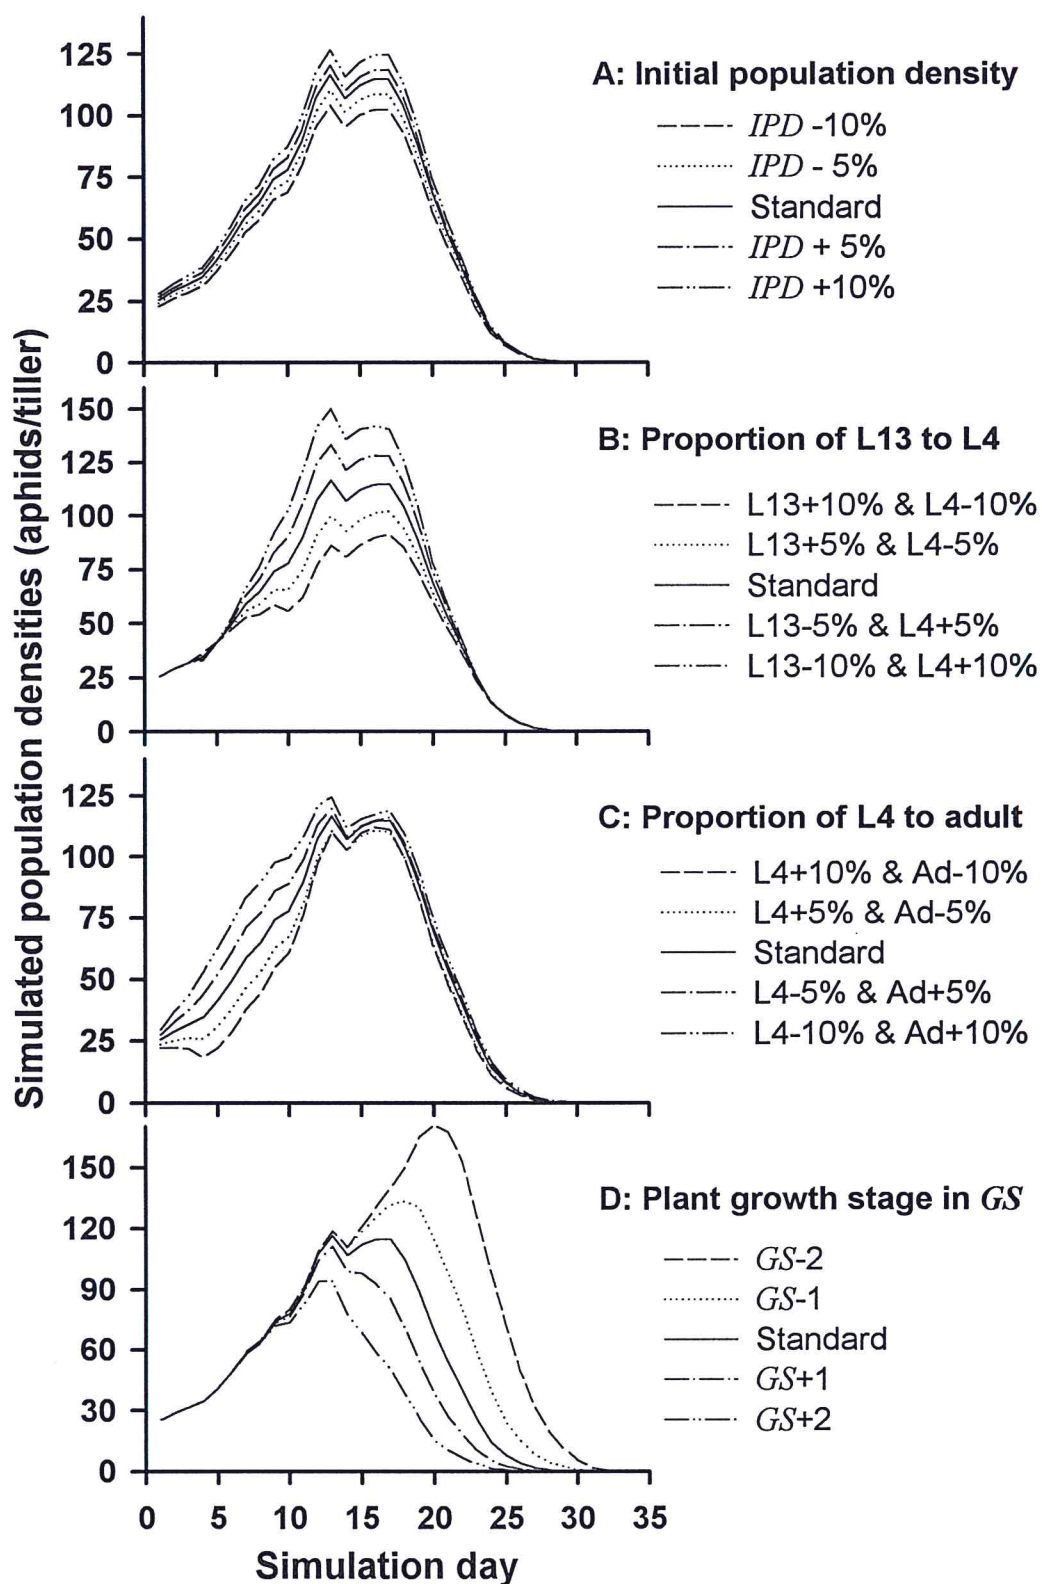 Simulated population densities (aphids/tiller)
125
100
75
50
25
0
A: Initial population density
IPD -10%
IPD - 5%
Standard
IPD + 5%
IPD +10%
150
125
100
75
50
25
0
B: Proportion of L13 to L4
L13+10% & L4-10%
L13+5% & L4-5%
Standard
L13-5% & L4+5%
L13-10% & L4+10%
125
100
75
50
25
0
C: Proportion of L4 to adult
L4+10% & Ad-10%
L4+5% & Ad-5%
Standard
L4-5% & Ad+5%
L4-10% & Ad+10%
150
120
90
60
30
0
D: Plant growth stage in GS
GS-2
GS-1
Standard
GS+1
GS+2
0 5 10 15 20 25 30 35
Simulation day